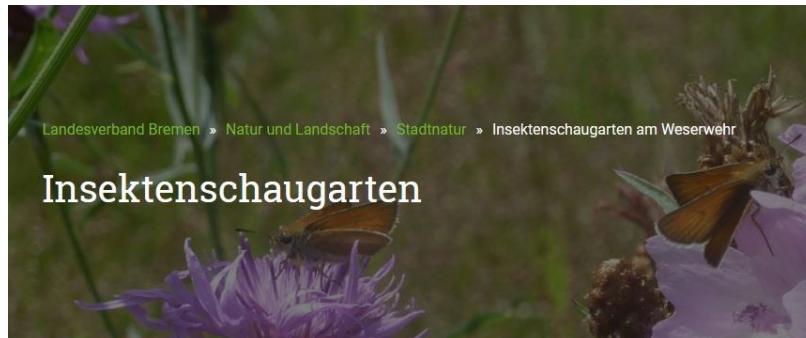 Landesverband Bremen » Natur und Landschaft » Stadtnatur » Insektenschaugarten am Weserwehr
Insektenschaugarten